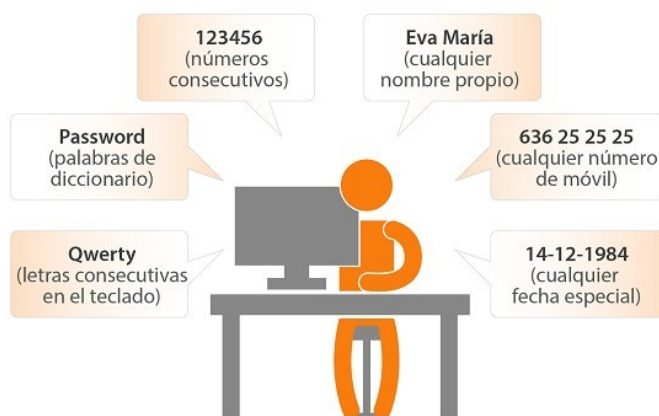 123456
(números
consecutivos)
Eva María
(cualquier
nombre propio)
Password
(palabras de
diccionario)
636 25 25 25
(cualquier número
de móvil)
Qwerty
(letras consecutivas
en el teclado)
14-12-1984
(cualquier
fecha especial)